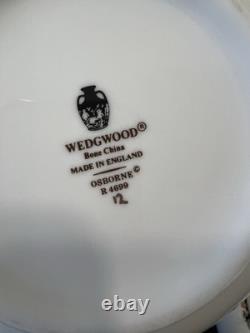 WEDGWOOD®
Bone China
MADE IN ENGLAND
OSBORNE©
R 4699
12